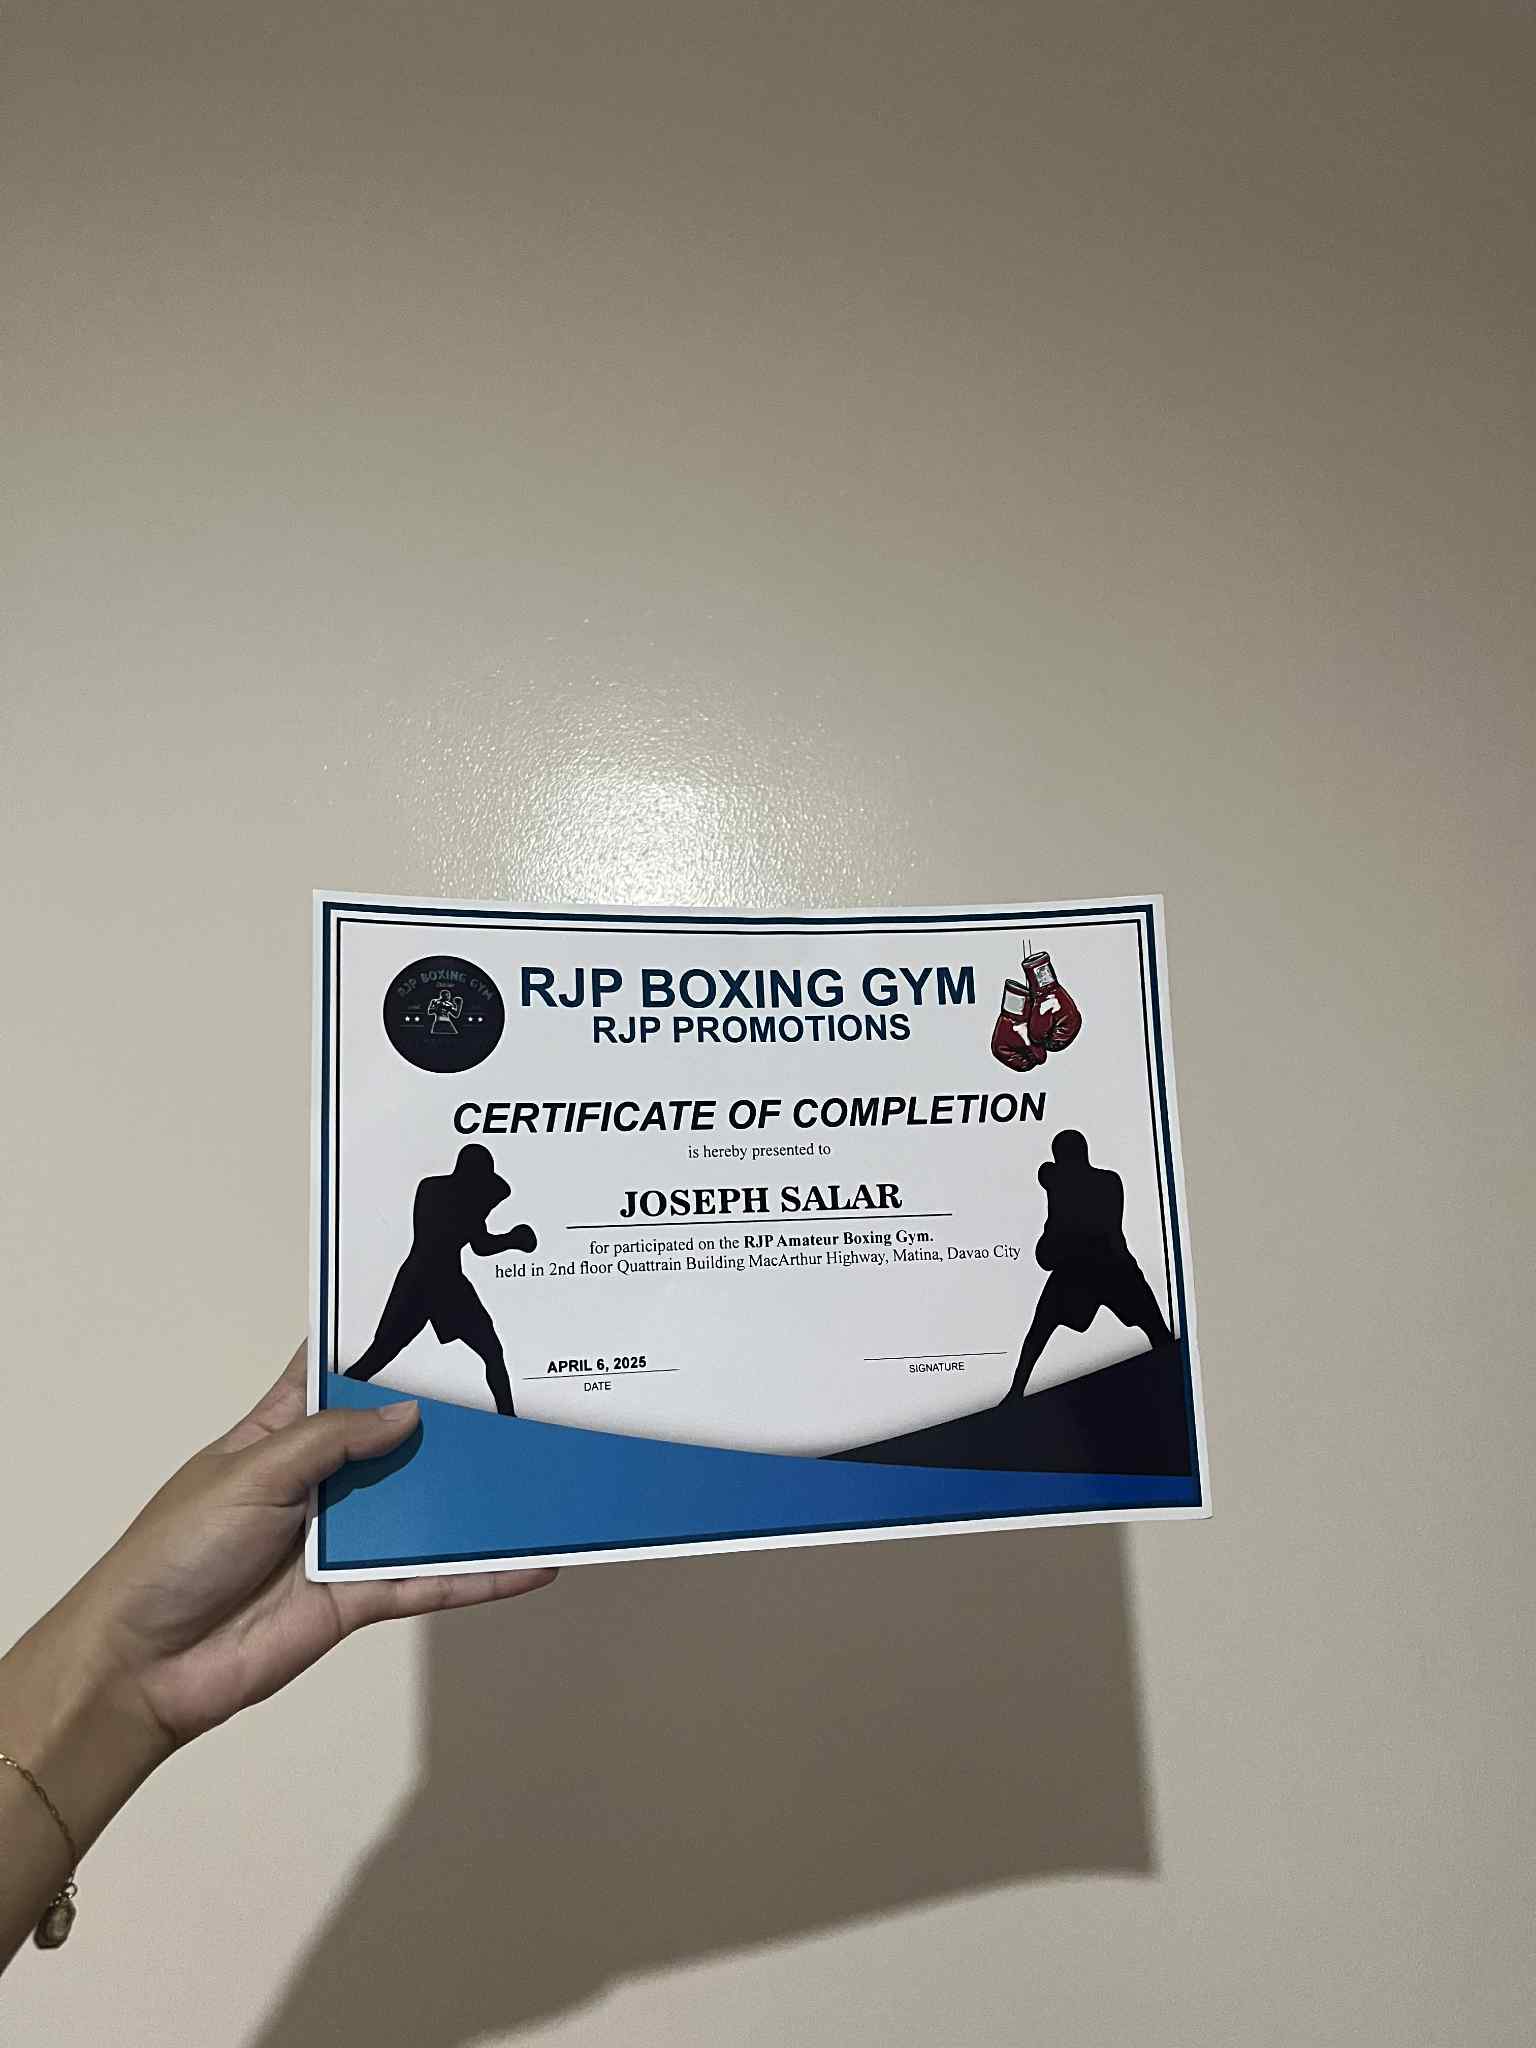 RJP BOXING GYM
RJP BOXING GYM
RJP PROMOTIONS
CERTIFICATE OF COMPLETION
is hereby presented to
JOSEPH SALAR
for participated on the RJP Amateur Boxing Gym.
held in 2nd floor Quattrain Building MacArthur Highway, Matina, Davao City
APRIL 6, 2025
DATE
SIGNATURE